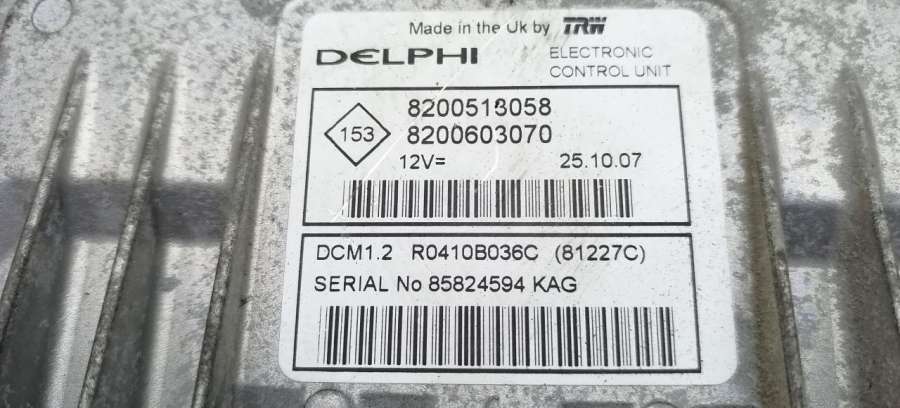 Made in the Uk by TRW
DELPHI
ELECTRONIC
CONTROL UNIT
153
8200513058
8200603070
12V= 25.10.07
DCM1.2 R0410B036C (81227C)
SERIAL No 85824594 KAG